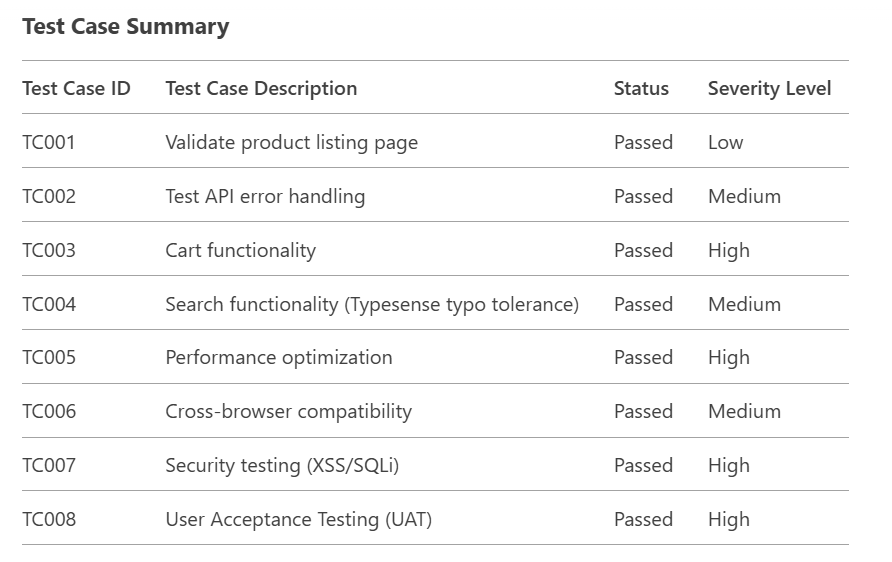 Test Case Summary
Test Case ID Test Case Description Status Severity Level
TC001 Validate product listing page Passed Low
TC002 Test API error handling Passed Medium
TC003 Cart functionality Passed High
TC004 Search functionality (Typesense typo tolerance) Passed Medium
TC005 Performance optimization Passed High
TC006 Cross-browser compatibility Passed Medium
TC007 Security testing (XSS/SQLi) Passed High
TC008 User Acceptance Testing (UAT) Passed High